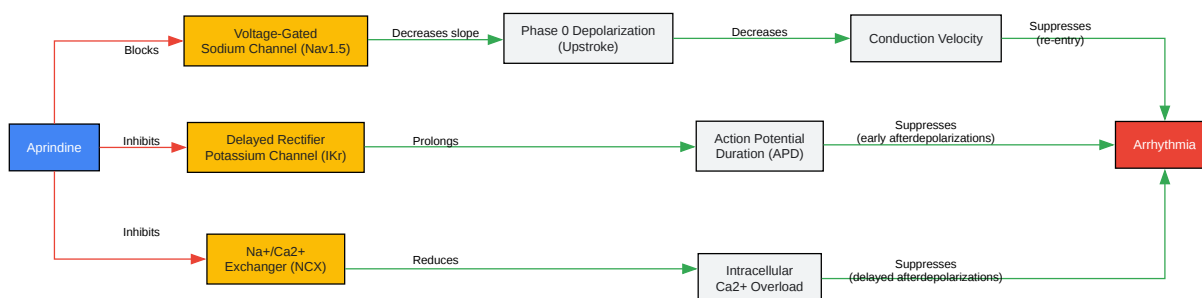 Voltage-Gated
Sodium Channel (Nav1.5)
Blocks
Decreases slope
Phase 0 Depolarization
(Upstroke)
Decreases
Conduction Velocity
Suppresses
(re-entry)
Aprindine
Inhibits
Delayed Rectifier
Potassium Channel (IKr)
Prolongs
Action Potential
Duration (APD)
Suppresses
(early afterdepolarizations)
Arrhythmia
Inhibits
Na+/Ca2+
Exchanger (NCX)
Reduces
Intracellular
Ca2+ Overload
Suppresses
(delayed afterdepolarizations)